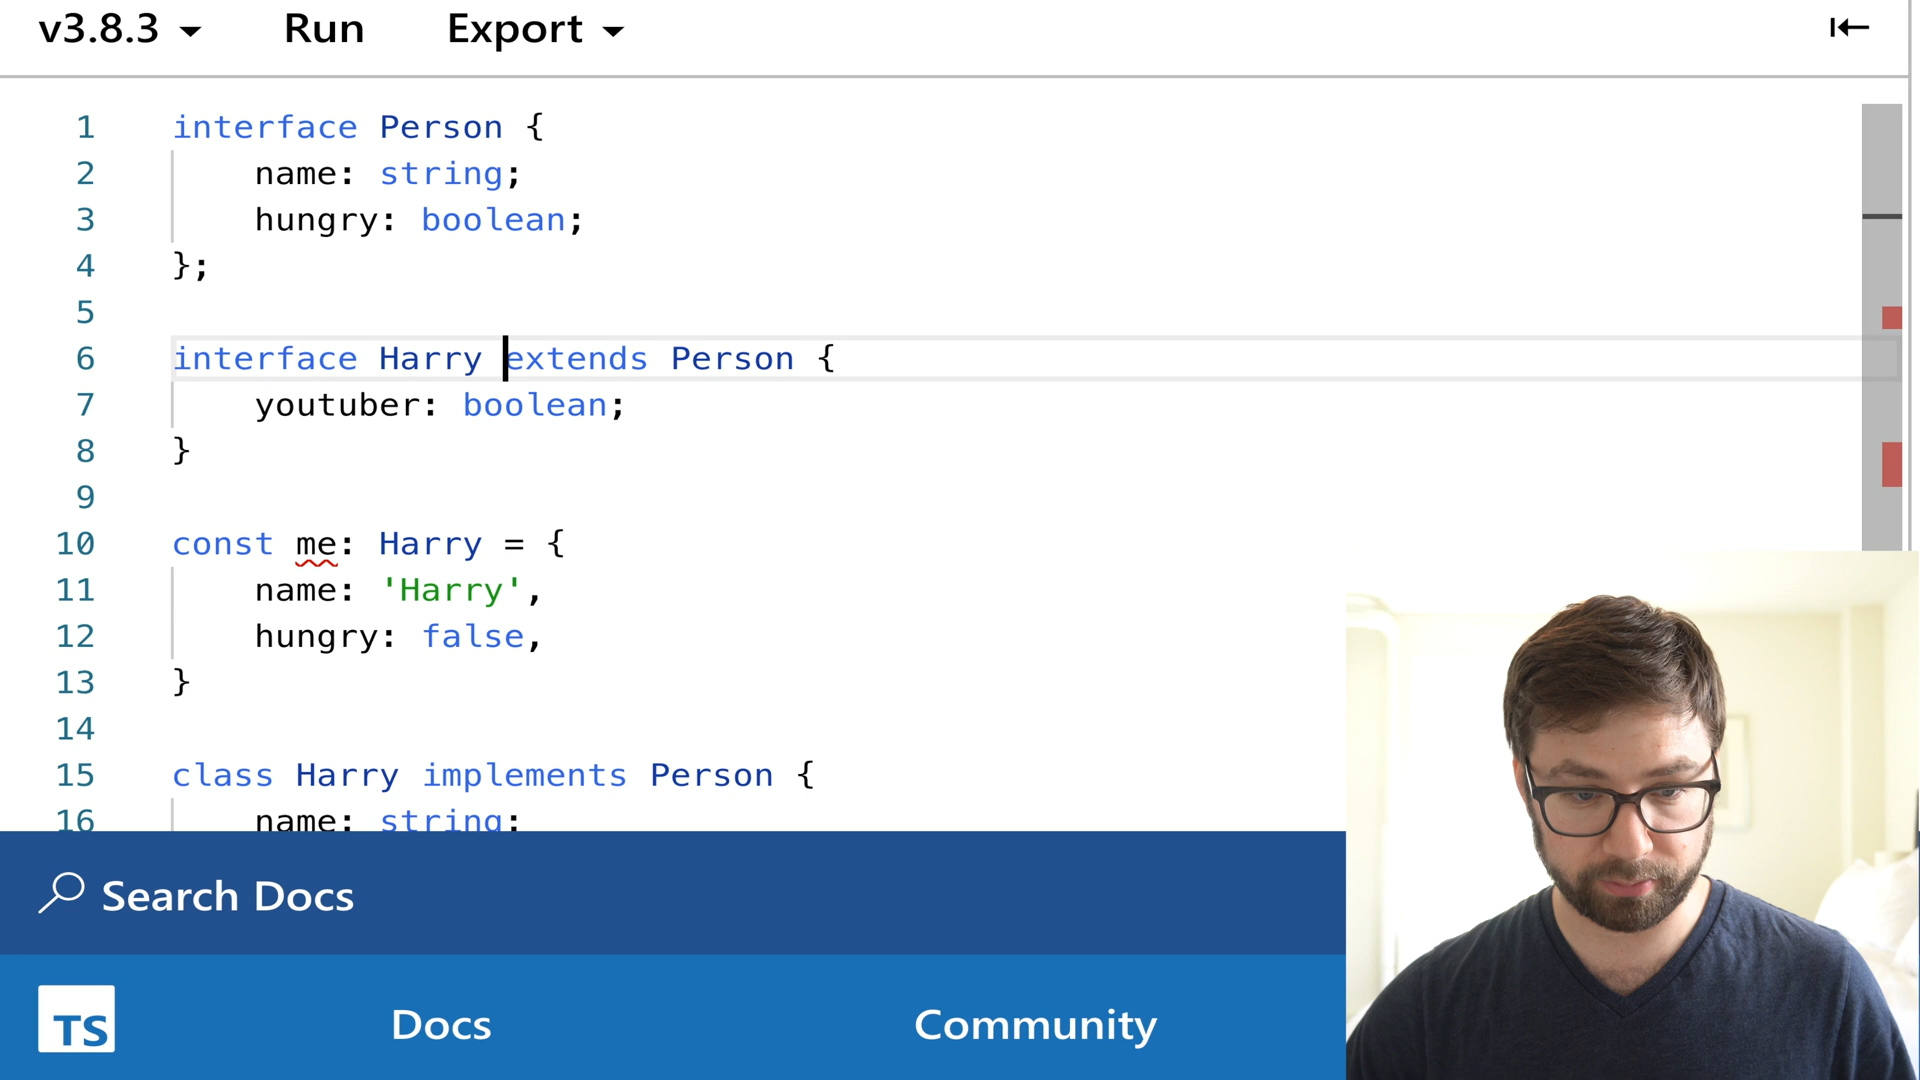 v3.8.3 Run Export
1 interface Person {
2 name: string;
3 hungry: boolean;
4 };
5
6 interface Harry extends Person {
7 youtuber: boolean;
8 }
9
10 const me: Harry = {
11 name: 'Harry',
12 hungry: false,
13 }
14
15 class Harry implements Person {
16 name: string;
Search Docs
TS Docs Community